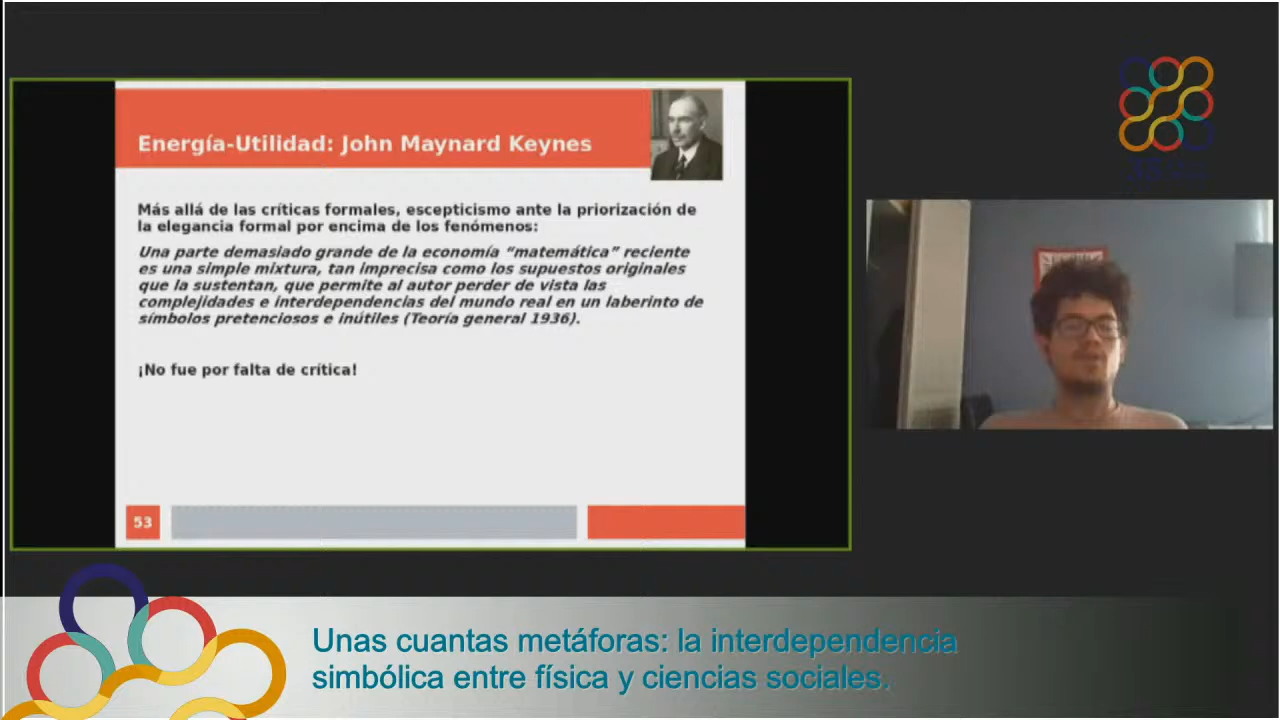 Energía-Utilidad: John Maynard Keynes
Más allá de las críticas formales, escepticismo ante la priorización de
la elegancia formal por encima de los fenómenos:
Una parte demasiado grande de la economía “matemática” reciente
es una simple mixtura, tan imprecisa como los supuestos originales
que la sustentan, que permite al autor perder de vista las
complejidades e interdependencias del mundo real en un laberinto de
símbolos pretenciosos e inútiles (Teoría general 1936).
¡No fue por falta de crítica!
53
Unas cuantas metáforas: la interdependencia
simbólica entre física y ciencias sociales.